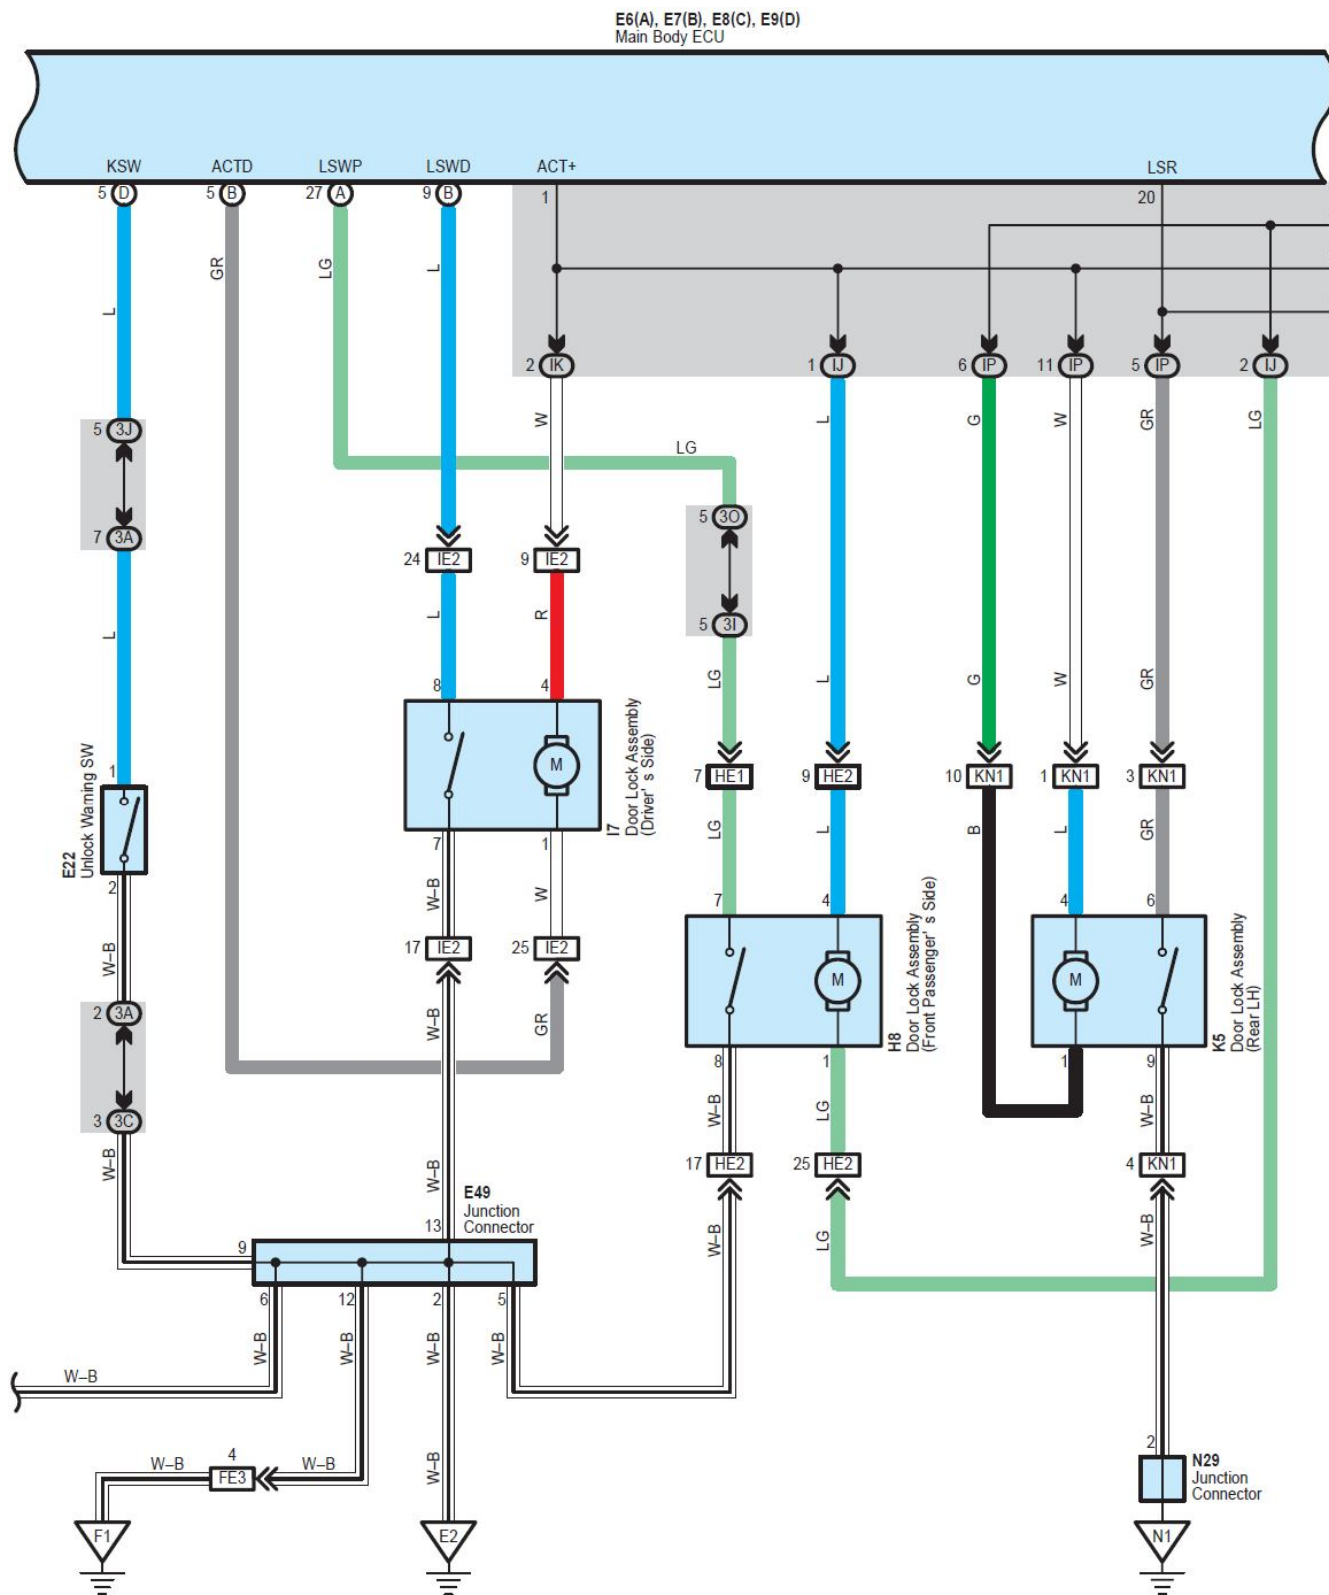 E6(A), E7(B), E8(C), E9(D)
Main Body ECU
KSW ACTD LSWP LSWD ACT+ LSR
5 D 5 B 27 A 9 B 1 20
GR LG L
L
2 IK 1 IJ 6 IP 11 IP 5 IP 2 IJ
W L G W GR LG
5 3J
LG
5 3O
7 3A
24 IE2 9 IE2
L L R
5 3I
8 4
LG L G W GR
Door Lock Assembly
(Driver' s Side)
I7
M
1
E22
Unlock Warning SW
7 HE1 9 HE2 10 KN1 1 KN1 3 KN1
7 1
LG L B L GR
2
W–B W
7 4 4 6
17 IE2 25 IE2
W–B
M M
H8
Door Lock Assembly
(Front Passenger' s Side)
K5
Door Lock Assembly
(Rear LH)
2 3A
W–B GR
8 1 1 9
3 3C
W–B LG W–B
W–B W–B
17 HE2 25 HE2 4 KN1
E49
Junction
Connector
13
9
W–B LG W–B
6 12 2 5
W–B W–B W–B W–B
W–B
4
W–B FE3 W–B
W–B
2
N29
Junction
Connector
F1 E2 N1